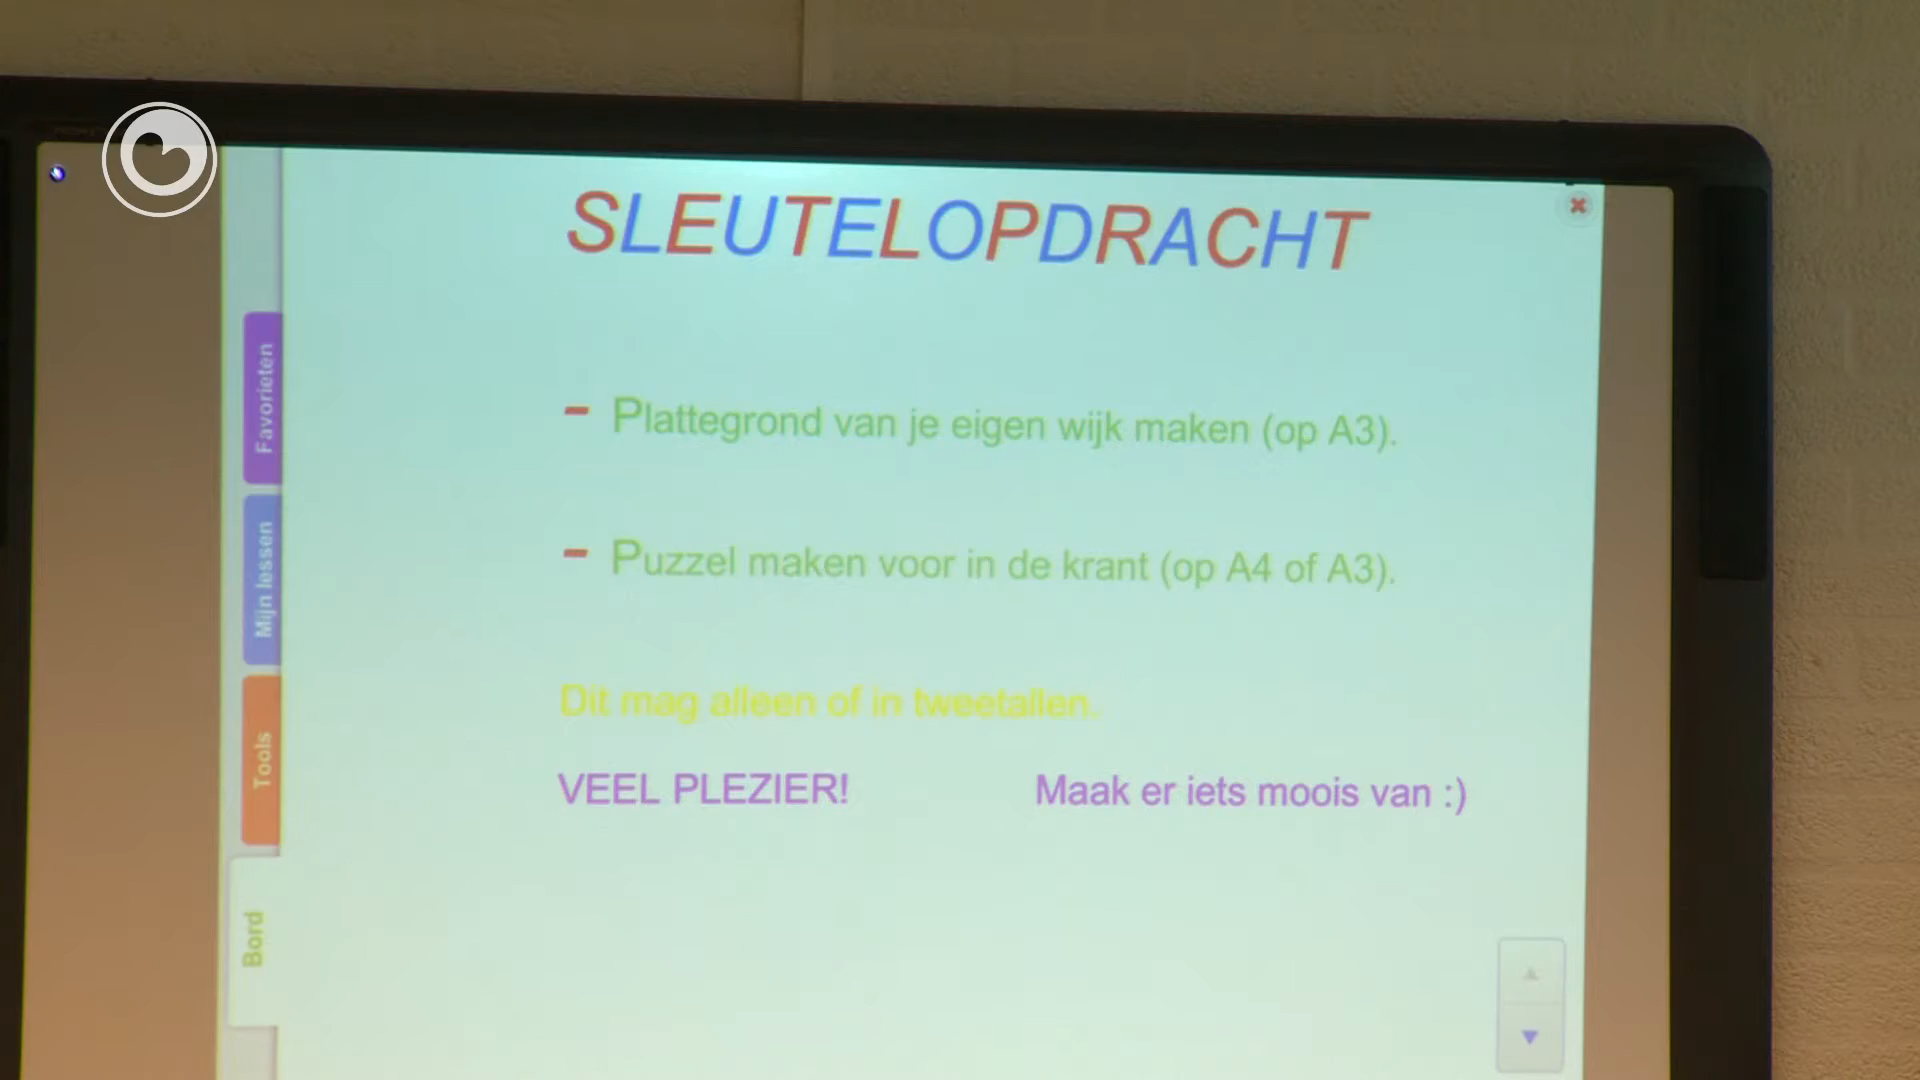 SLEUTELOPDRACHT
- Plattegrond van je eigen wijk maken (op A3).
- Puzzel maken voor in de krant (op A4 of A3).
Dit mag alleen of in tweetallen.
VEEL PLEZIER! Maak er iets moois van :)
Favorieten
Mijn lessen
Tools
Bord